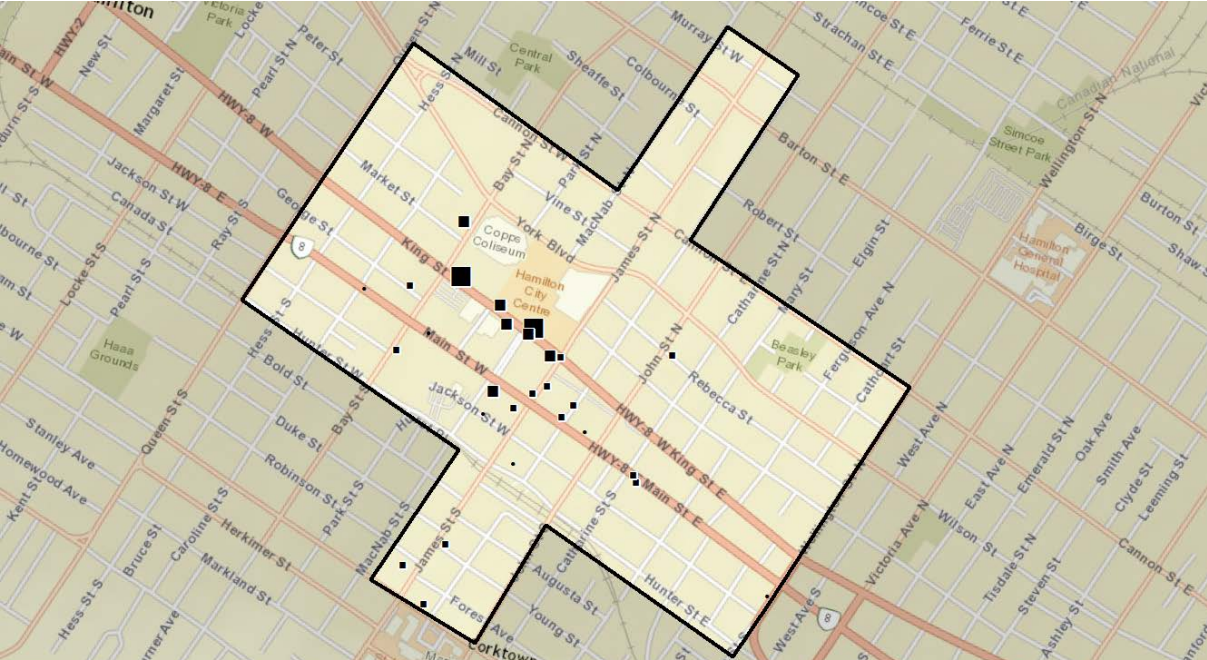 Victoria
Park
HWY-2
New St
Pearl St N
Peter St
Margaret St
HWY-8 W
Hess St N
Mill St
Central
Park
Sheaffe St
Colbourne St
Murray St W
Strachan St E
Ferrie St E
Canadian National
Simcoe
Street Park
Wellington St N
Cannon St W
Bay St N
Park St N
Barton St E
HWY-8 E
Jackson St W
Canada St
Ray St S
George St
Market St
Vine St
MacNab St N
York Blvd
Copps
Coliseum
James St N
Robert St
Elgin St
Catharine St N
Mary St
Burton St
Birge St
Hamilton
General
Hospital
8
King St
Hamilton
City
Centre
Locke St S
Pearl St S
Haaa
Grounds
Hess St S
Hunter St W
Bold St
Main St W
Jackson St W
John St N
Rebecca St
Beasley
Park
Ferguson Ave N
Cathcart St
Queen St S
Bay St S
Duke St
Robinson St
Park St S
Stanley Ave
Homewood Ave
Kent St
HWY-8 W King St E
HWY-8 Main St E
West Ave N
East Ave N
Emerald St N
Oak Ave
Smith Ave
Clyde St
Leeming St
Bruce St
Caroline St S
Herkimer St
Markland St
MacNab St S
James St S
Catharine St S
Augusta St
Forest Ave
Young St
Hunter St E
Victoria Ave N
Wilson St
Tisdale St N
Steven St
Cannon St E
Hess St S
West Ave S
8
Ashley St
Corktown